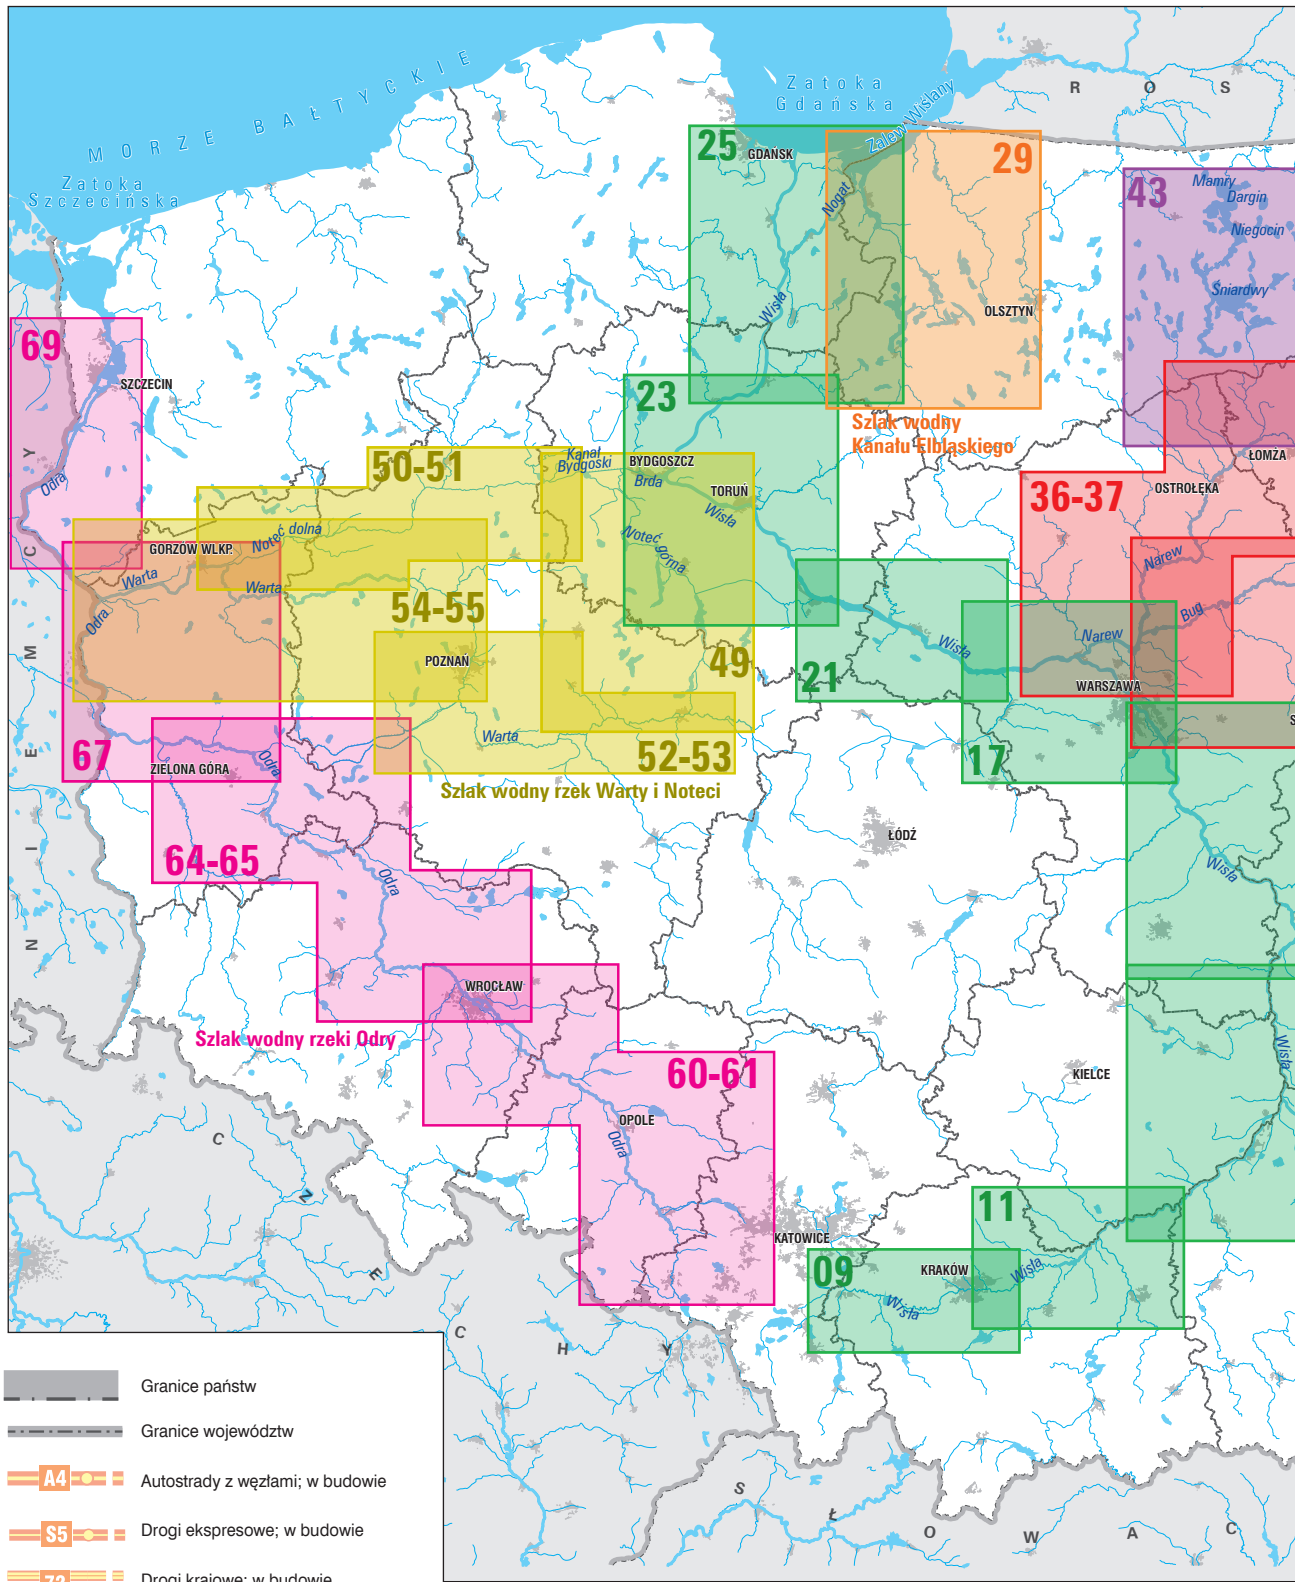 MORZE BAŁTYCKIE
Zatoka
Gdańska
Zalew Wiślany
R O S
Zatoka
Szczecińska
25
GDAŃSK
29
43
Mamry
Dargin
Niegocin
Śniardwy
Nogat
Wisła
OLSZTYN
69
SZCZECIN
Odra
23
Szlak wodny
Kanału Elbląskiego
50-51
Kanał
Bydgoski
BYDGOSZCZ
Brda
TORUŃ
Wisła
36-37
OSTROŁĘKA
ŁOMŻA
GORZÓW WLKP.
Noteć dolna
Warta
Warta
Noteć górna
Narew
Bug
Odra
54-55
POZNAŃ
49
21
Wisła
Narew
WARSZAWA
S
67
ZIELONA GÓRA
Odra
Warta
52-53
17
Szlak wodny rzek Warty i Noteci
64-65
ŁÓDŹ
Odra
Wisła
N I E M C Y
WROCŁAW
Szlak wodny rzeki Odry
60-61
KIELCE
Wisła
OPOLE
Odra
C Z E C H Y
11
KATOWICE
09
KRAKÓW
Wisła
Wisła
S Ł O W A C
Granice państw
Granice województw
A4
Autostrady z węzłami; w budowie
S5
Drogi ekspresowe; w budowie
73
Drogi krajowe; w budowie